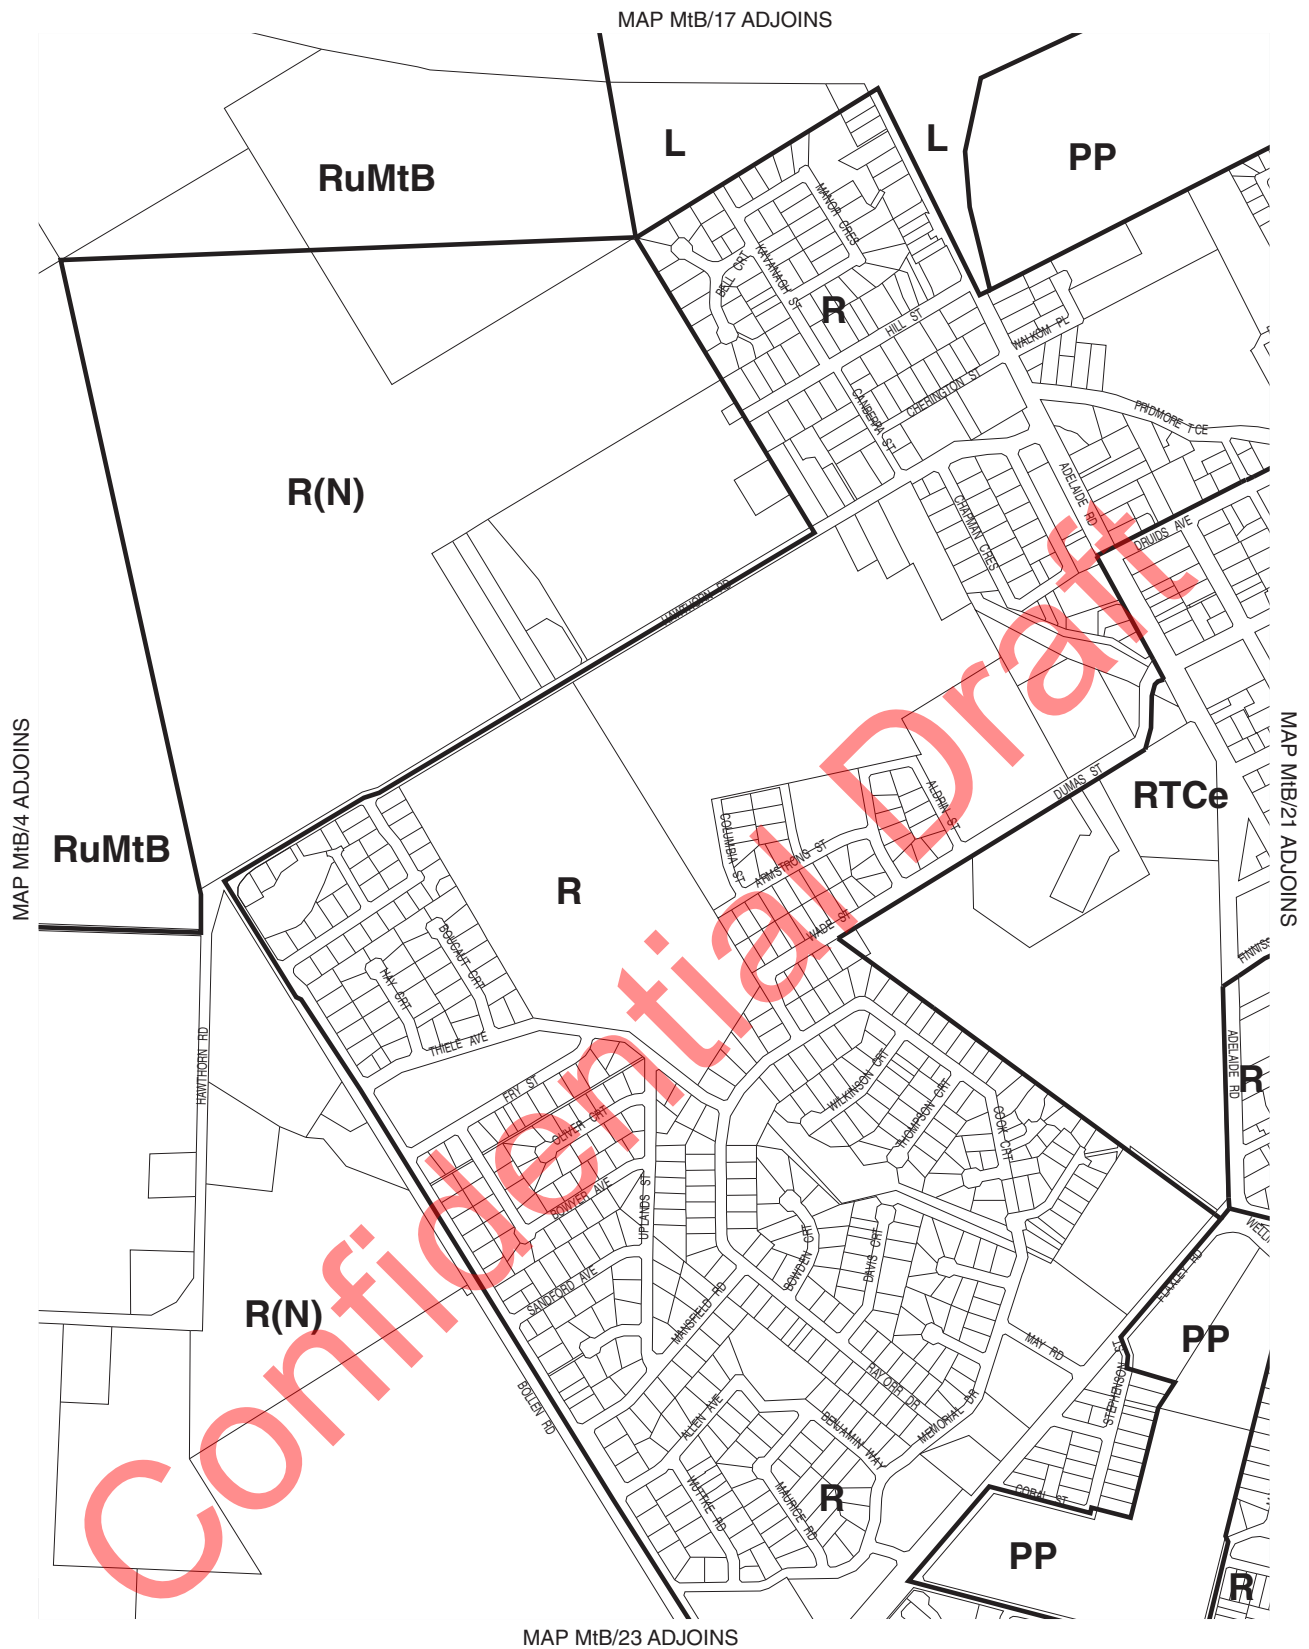 MAP MtB/17 ADJOINS
L
L
PP
RuMtB
MANOR CRES
KAVANAGH ST
BELL CRT
R
HILL ST
WALKOM PL
CHERINGTON ST
CANBERRA ST
PRIDMORE TCE
R(N)
ADELAIDE RD
CHAPMAN CRES
DRUIDS AVE
HAWTHORN RD
MAP MtB/4 ADJOINS
MAP MtB/21 ADJOINS
DUMAS ST
RTCe
ALDRIN ST
COLUMBIA ST
ARMSTRONG ST
RuMtB
R
WADE ST
BOUCAUT CRT
HAY CRT
THIELE AVE
HAWTHORN RD
ADELAIDE RD
R
FRY ST
WILKINSON CRT
THOMPSON CRT
COOK CRT
OLIVER CRT
BOWYER AVE
UPLANDS ST
BOWDEN CRT
DAVIS CRT
FLAXLEY RD
SANDFORD AVE
R(N)
MANSFIELD RD
MAY RD
PP
STEPHENSON ST
RAYORR DR
MEMORIAL DR
BOLLEN RD
ALLEN AVE
BENJAMIN WAY
WUTTKE RD
MAURICE RD
R
CORAL ST
PP
R
Confidential Draft
MAP MtB/23 ADJOINS